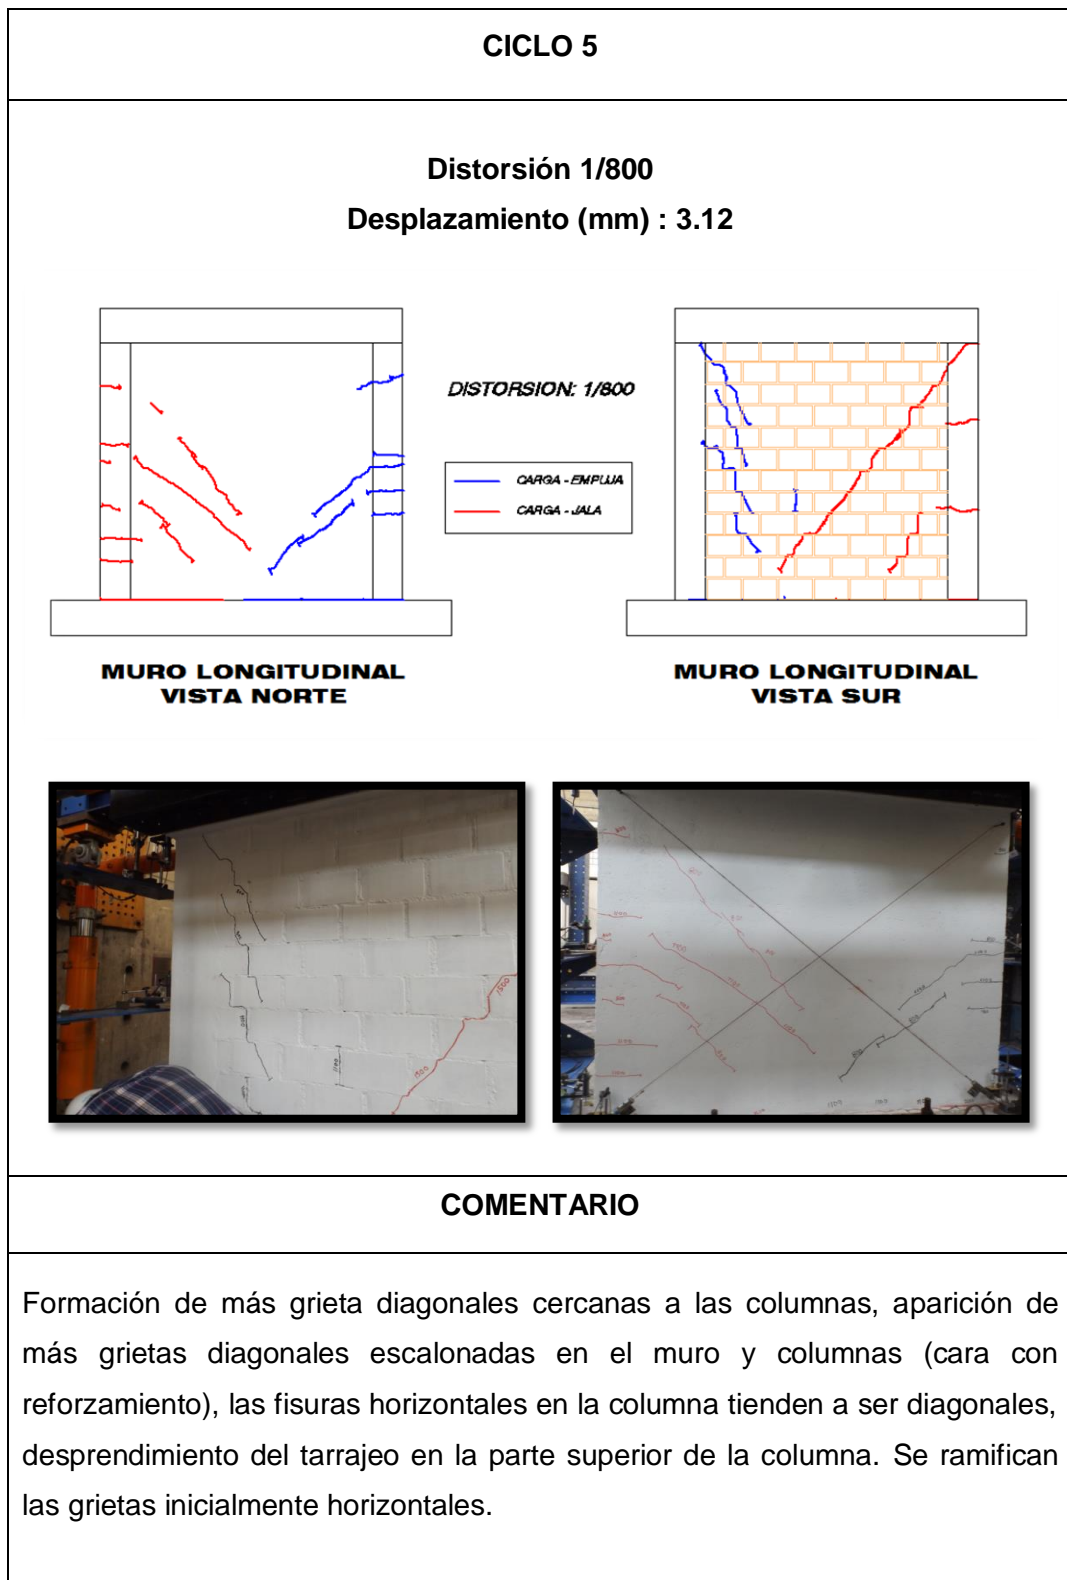 CICLO 5
Distorsión 1/800
Desplazamiento (mm) : 3.12
DISTORSION: 1/800
CARGA - EMPUJA
CARGA - JALA
MURO LONGITUDINAL
VISTA NORTE
MURO LONGITUDINAL
VISTA SUR
1500
1500
COMENTARIO
Formación de más grieta diagonales cercanas a las columnas, aparición de
más grietas diagonales escalonadas en el muro y columnas (cara con
reforzamiento), las fisuras horizontales en la columna tienden a ser diagonales,
desprendimiento del tarrajeo en la parte superior de la columna. Se ramifican
las grietas inicialmente horizontales.